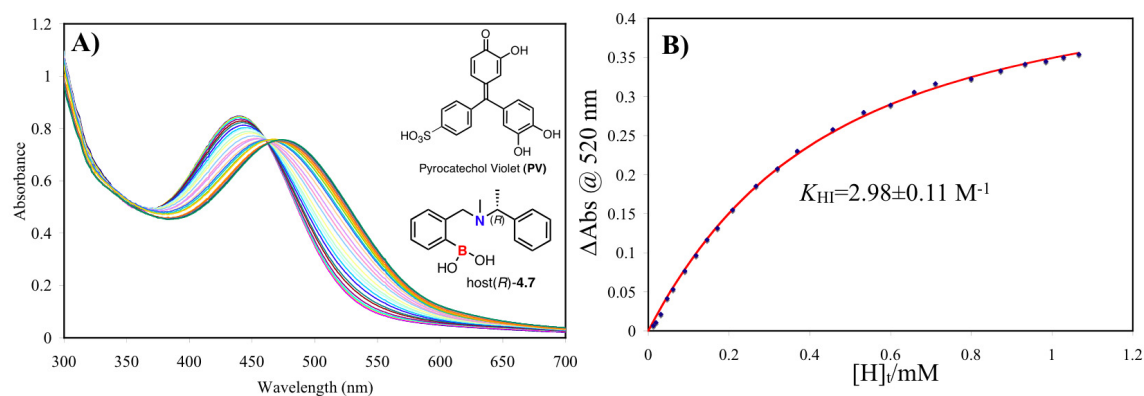 A)
1.2
1
0.8
0.6
0.4
0.2
0
Absorbance
300 350 400 450 500 550 600 650 700
Wavelength (nm)
O
OH
HO₃S
OH
OH
Pyrocatechol Violet (PV)
N
(R)
B
OH
HO
host(R)-4.7
B)
0.4
0.35
0.3
0.25
0.2
0.15
0.1
0.05
0
ΔAbs @ 520 nm
K_HI=2.98±0.11 M⁻¹
0 0.2 0.4 0.6 0.8 1 1.2
[H]ₜ/mM